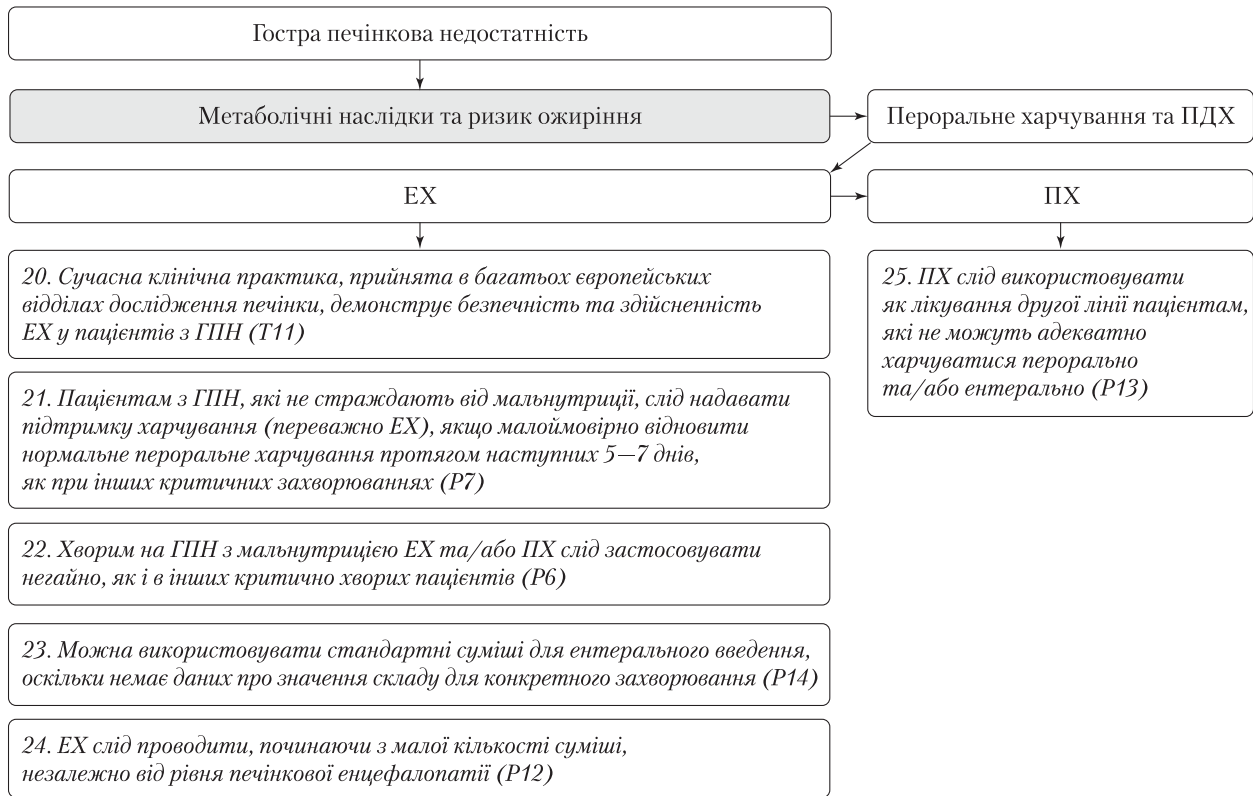 Гостра печінкова недостатність
Метаболічні наслідки та ризик ожиріння
Пероральне харчування та ПДХ
ЕХ
ПХ
20. Сучасна клінічна практика, прийнята в багатьох європейських
відділах дослідження печінки, демонструє безпечність та здійсненність
ЕХ у пацієнтів з ГПН (Т11)
21. Пацієнтам з ГПН, які не страждають від мальнутриції, слід надавати
підтримку харчування (переважно ЕХ), якщо малоймовірно відновити
нормальне пероральне харчування протягом наступних 5—7 днів,
як при інших критичних захворюваннях (Р7)
22. Хворим на ГПН з мальнутрицією ЕХ та/або ПХ слід застосовувати
негайно, як і в інших критично хворих пацієнтів (Р6)
23. Можна використовувати стандартні суміші для ентерального введення,
оскільки немає даних про значення складу для конкретного захворювання (Р14)
24. ЕХ слід проводити, починаючи з малої кількості суміші,
незалежно від рівня печінкової енцефалопатії (Р12)
25. ПХ слід використовувати
як лікування другої лінії пацієнтам,
які не можуть адекватно
харчуватися перорально
та/або ентерально (Р13)